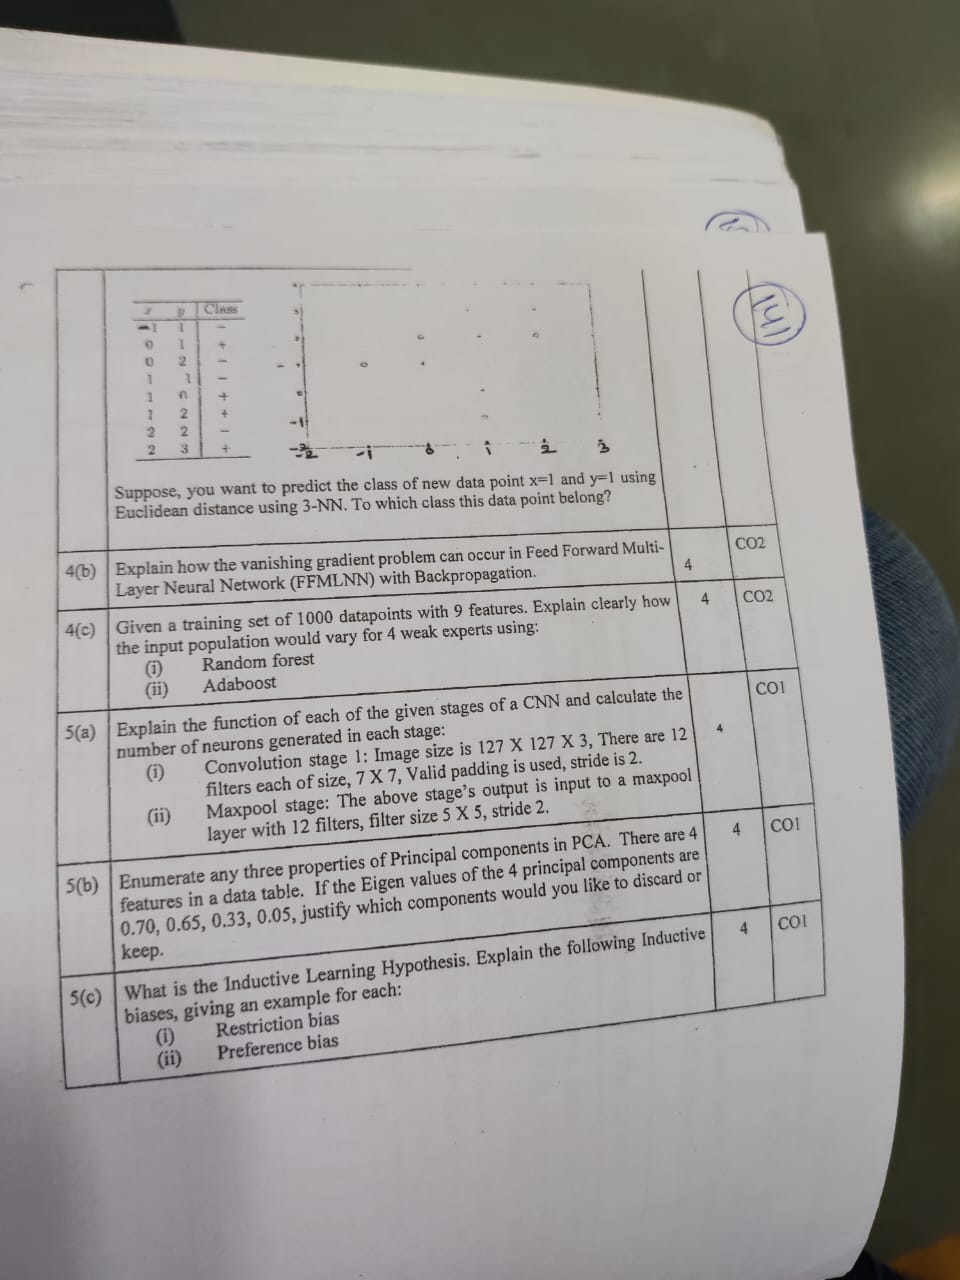 141
x y Class
-1 1 -
0 1 +
0 2 -
1 1 -
1 0 +
1 2 +
2 2 -
2 3 +
-1
-2 -1 0 1 2 3
Suppose, you want to predict the class of new data point x=1 and y=1 using
Euclidean distance using 3-NN. To which class this data point belong?
4(b) Explain how the vanishing gradient problem can occur in Feed Forward Multi- 4 CO2
Layer Neural Network (FFMLNN) with Backpropagation.
4(c) Given a training set of 1000 datapoints with 9 features. Explain clearly how 4 CO2
the input population would vary for 4 weak experts using:
(i) Random forest
(ii) Adaboost
5(a) Explain the function of each of the given stages of a CNN and calculate the 4 CO1
number of neurons generated in each stage:
(i) Convolution stage 1: Image size is 127 X 127 X 3, There are 12
filters each of size, 7 X 7, Valid padding is used, stride is 2.
(ii) Maxpool stage: The above stage's output is input to a maxpool
layer with 12 filters, filter size 5 X 5, stride 2.
5(b) Enumerate any three properties of Principal components in PCA. There are 4 4 CO1
features in a data table. If the Eigen values of the 4 principal components are
0.70, 0.65, 0.33, 0.05, justify which components would you like to discard or
keep.
5(c) What is the Inductive Learning Hypothesis. Explain the following Inductive 4 CO1
biases, giving an example for each:
(i) Restriction bias
(ii) Preference bias